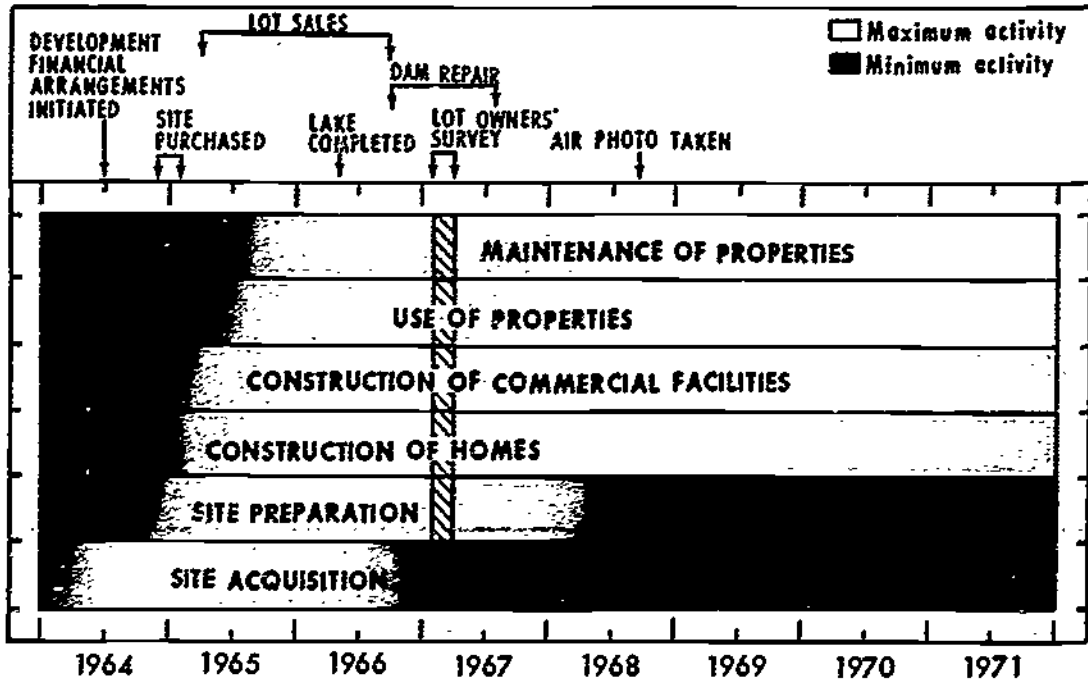 LOT SALES
Maximum activity
Minimum activity
DEVELOPMENT
FINANCIAL
ARRANGEMENTS
INITIATED
DAM REPAIR
SITE
PURCHASED
LAKE
COMPLETED
LOT OWNERS'
SURVEY
AIR PHOTO TAKEN
MAINTENANCE OF PROPERTIES
USE OF PROPERTIES
CONSTRUCTION OF COMMERCIAL FACILITIES
CONSTRUCTION OF HOMES
SITE PREPARATION
SITE ACQUISITION
1964 1965 1966 1967 1968 1969 1970 1971